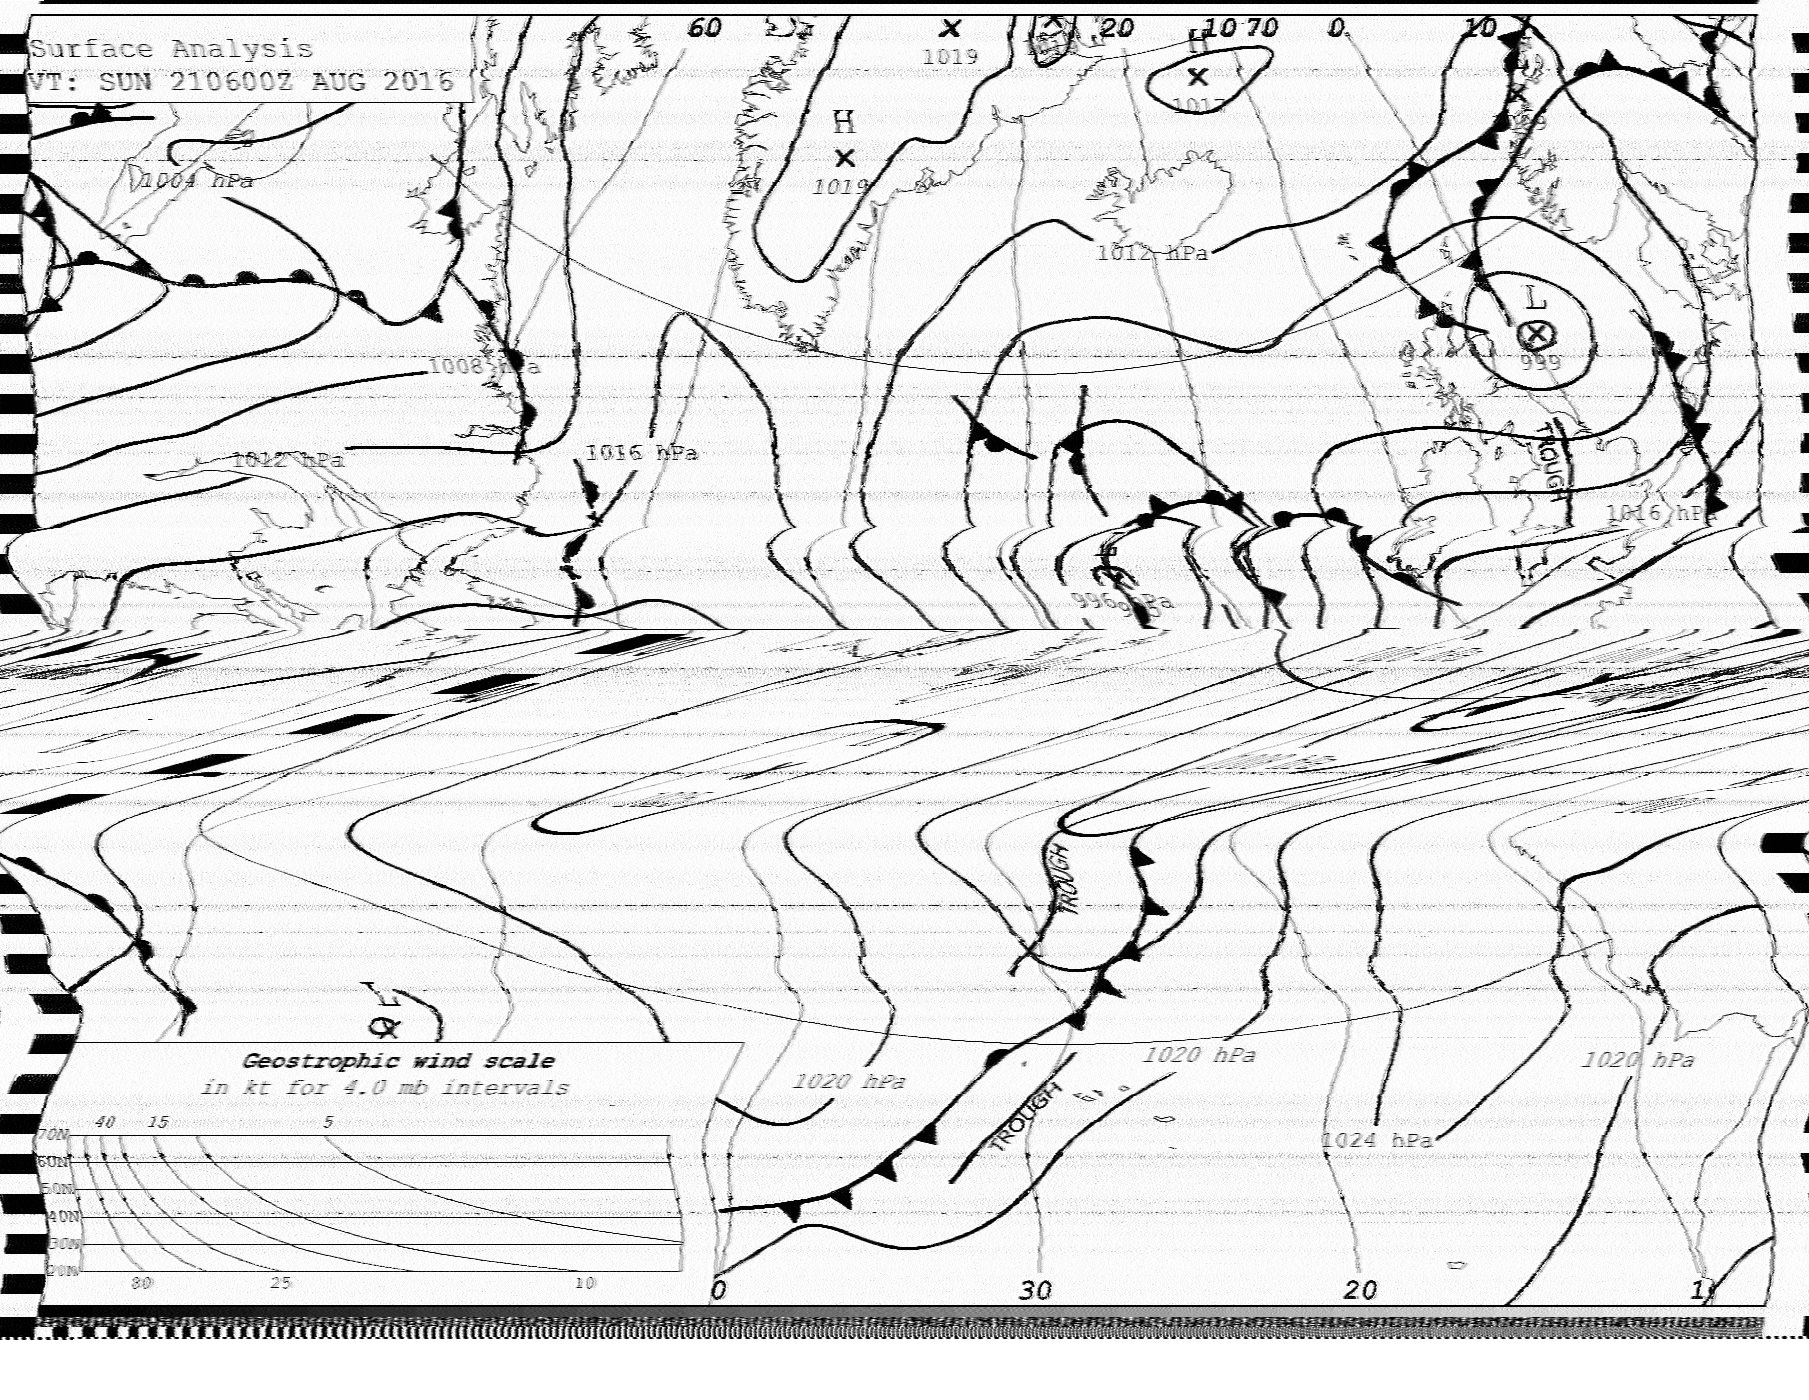 60
20
10 70
0
10
Surface Analysis
VT: SUN 210600Z AUG 2016
1019
H
1019
H
1017
1004 hPa
1012 hPa
L
999
1008 hPa
1012 hPa
1016 hPa
TROUGH
1016 hPa
996 hPa
TROUGH
Geostrophic wind scale
in kt for 4.0 mb intervals
1020 hPa
1020 hPa
1020 hPa
TROUGH
1024 hPa
40 15 5
70N
60N
50N
40N
30N
20N
80 25 10
0 30 20